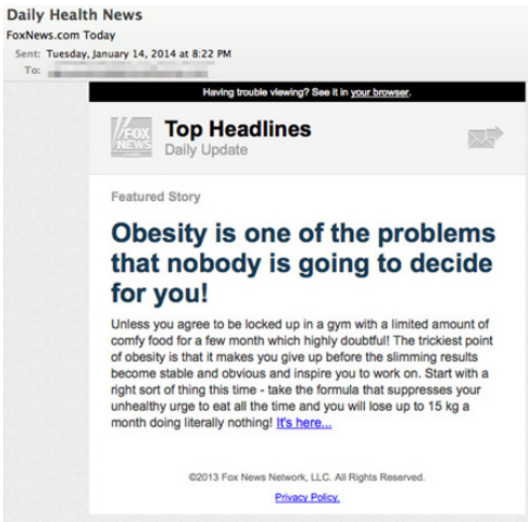 Daily Health News
FoxNews.com Today
Sent: Tuesday, January 14, 2014 at 8:22 PM
To:
Having trouble viewing? See it in your browser.
FOX
NEWS
Top Headlines
Daily Update
Featured Story
Obesity is one of the problems
that nobody is going to decide
for you!
Unless you agree to be locked up in a gym with a limited amount of
comfy food for a few month which highly doubtful! The trickiest point
of obesity is that it makes you give up before the slimming results
become stable and obvious and inspire you to work on. Start with a
right sort of thing this time - take the formula that suppresses your
unhealthy urge to eat all the time and you will lose up to 15 kg a
month doing literally nothing! It's here...
©2013 Fox News Network, LLC. All Rights Reserved.
Privacy Policy.